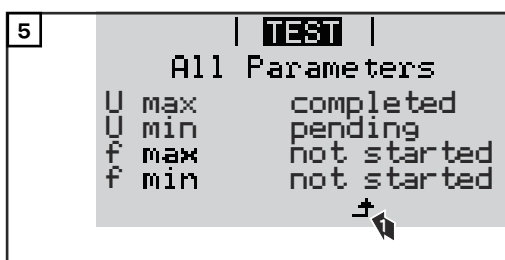 5
TEST
All Parameters
U max completed
U min pending
f max not started
f min not started
1